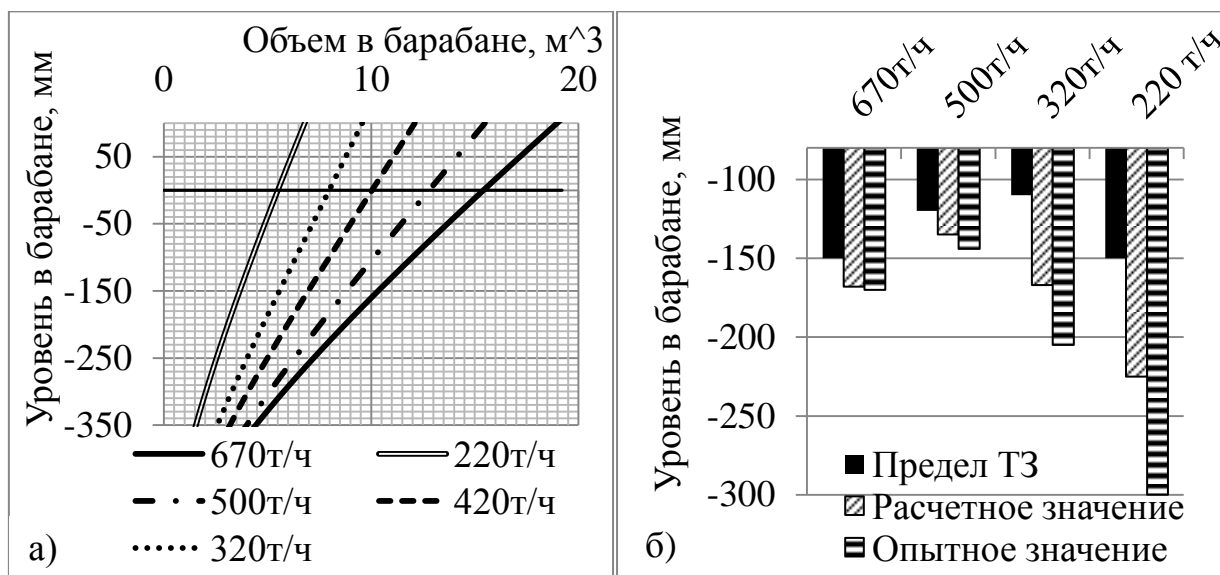 Объем в барабане, м^3
0 10 20
Уровень в барабане, мм
50
-50
-150
-250
-350
670т/ч
220т/ч
500т/ч
420т/ч
320т/ч
а)
670т/ч
500т/ч
320т/ч
220 т/ч
Уровень в барабане, мм
-100
-150
-200
-250
-300
Предел ТЗ
Расчетное значение
Опытное значение
б)